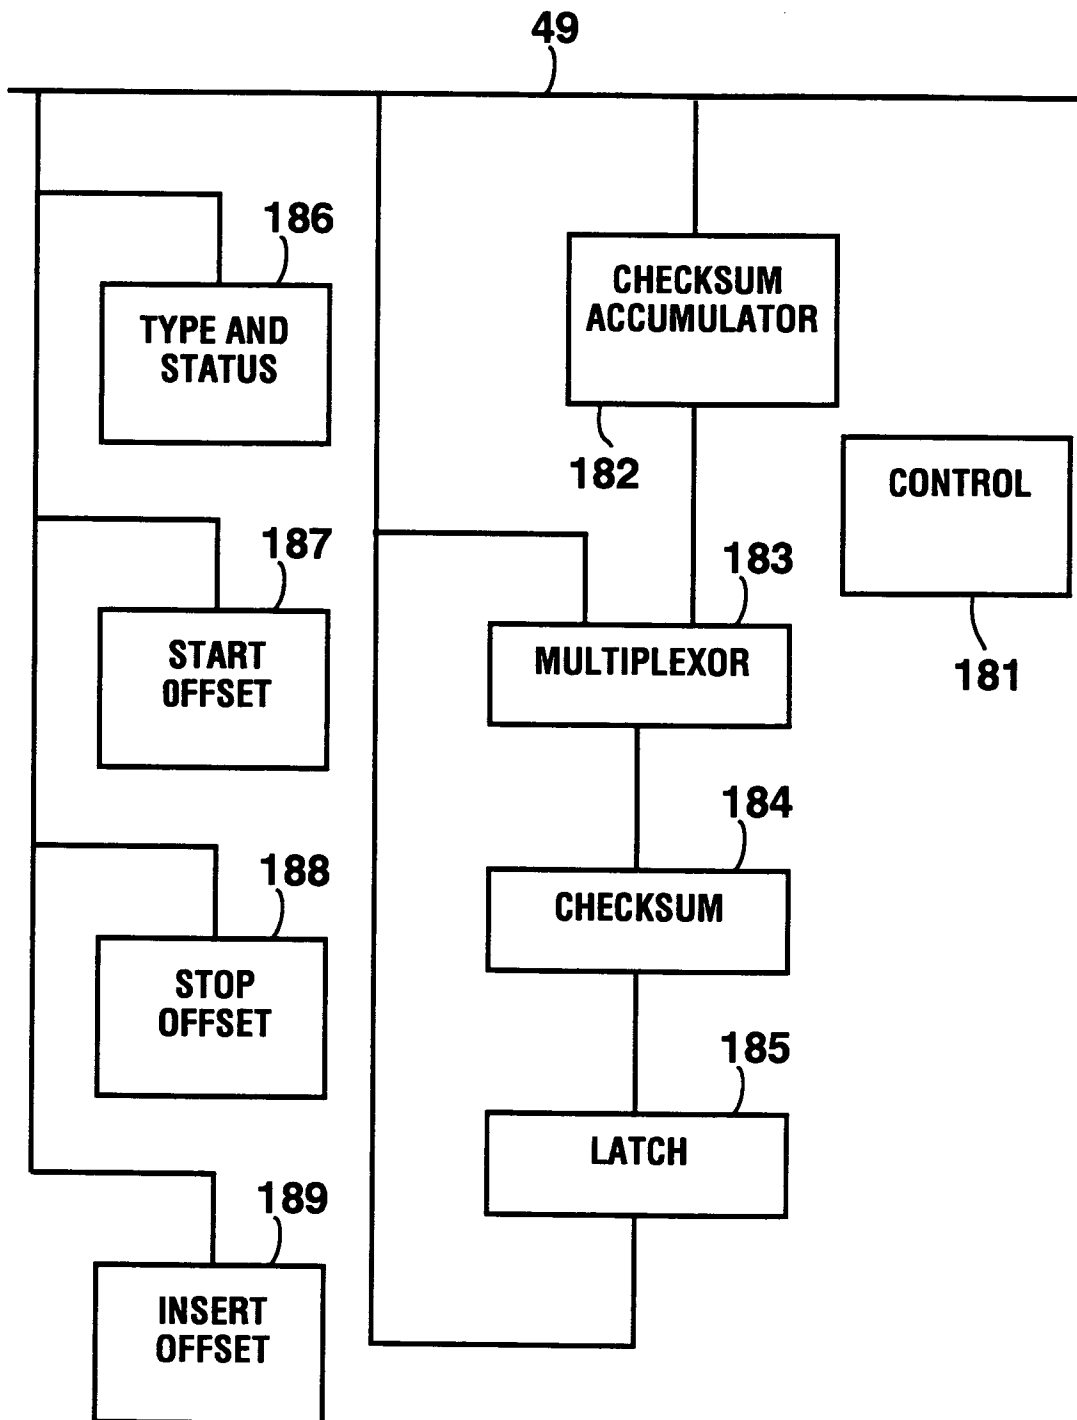 49
186
TYPE AND
STATUS
CHECKSUM
ACCUMULATOR
182
CONTROL
181
187
START
OFFSET
183
MULTIPLEXOR
184
CHECKSUM
188
STOP
OFFSET
185
LATCH
189
INSERT
OFFSET